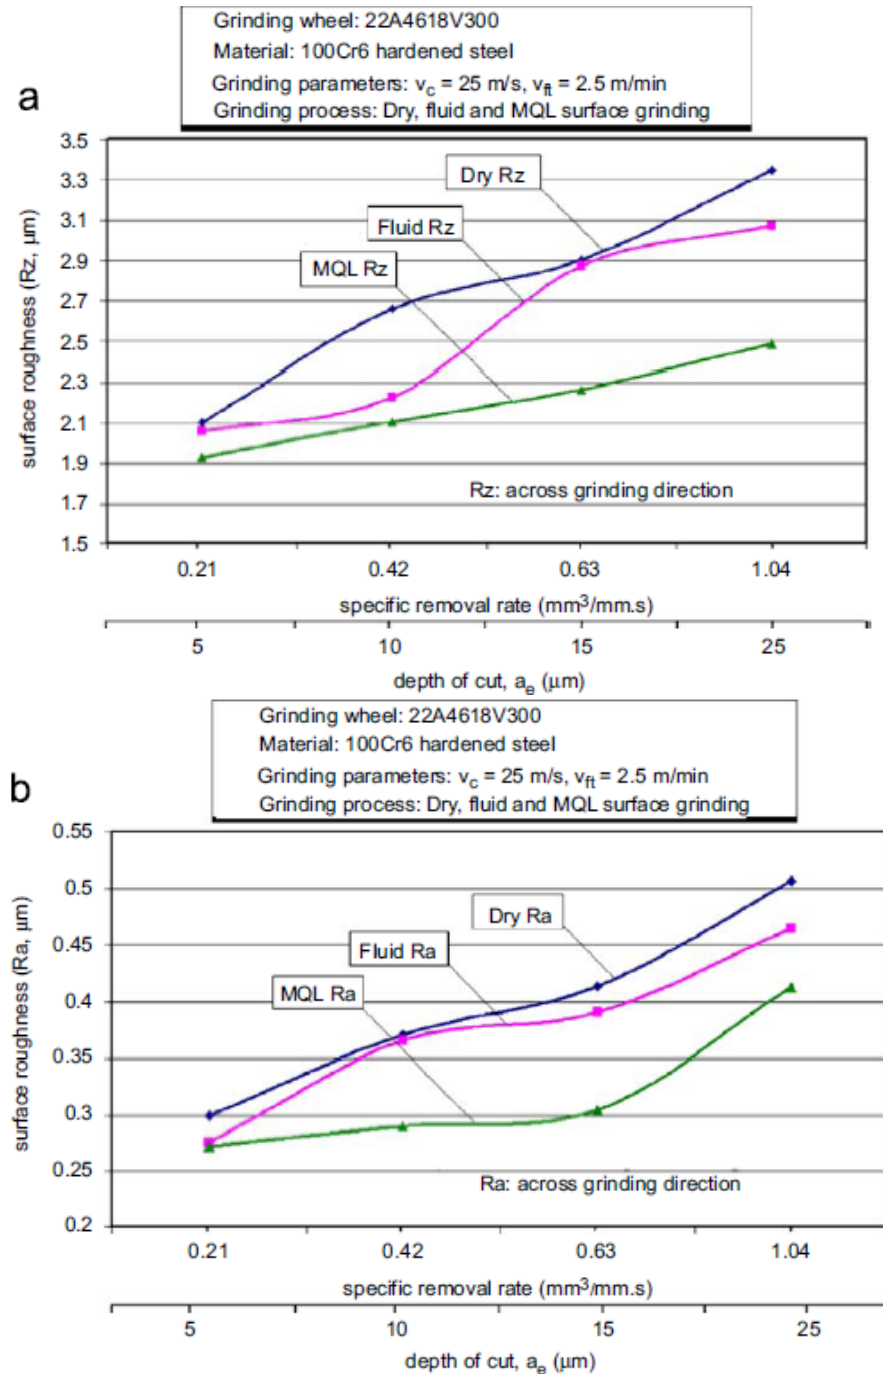 Grinding wheel: 22A4618V300
Material: 100Cr6 hardened steel
Grinding parameters: vc = 25 m/s, vft = 2.5 m/min
Grinding process: Dry, fluid and MQL surface grinding
a
3.5
3.3
3.1
2.9
2.7
2.5
2.3
2.1
1.9
1.7
1.5
surface roughness (Rz, μm)
Dry Rz
Fluid Rz
MQL Rz
Rz: across grinding direction
0.21 0.42 0.63 1.04
specific removal rate (mm³/mm.s)
5 10 15 25
depth of cut, ae (μm)
Grinding wheel: 22A4618V300
Material: 100Cr6 hardened steel
Grinding parameters: vc = 25 m/s, vft = 2.5 m/min
Grinding process: Dry, fluid and MQL surface grinding
b
0.55
0.5
0.45
0.4
0.35
0.3
0.25
0.2
surface roughness (Ra, μm)
Dry Ra
Fluid Ra
MQL Ra
Ra: across grinding direction
0.21 0.42 0.63 1.04
specific removal rate (mm³/mm.s)
5 10 15 25
depth of cut, ae (μm)